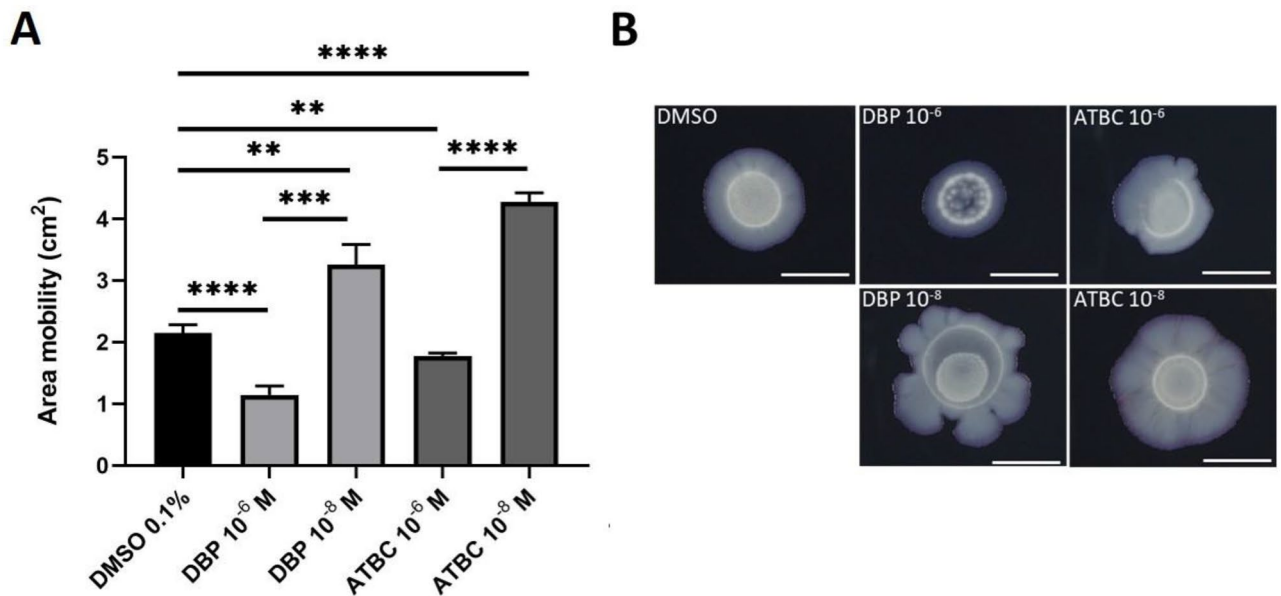 A
B
****
**
**
****
***
****
5
4
3
2
1
0
Area mobility (cm²)
DMSO 0.1%
DBP 10⁻⁶ M
DBP 10⁻⁸ M
ATBC 10⁻⁶ M
ATBC 10⁻⁸ M
DMSO
DBP 10⁻⁶
ATBC 10⁻⁶
DBP 10⁻⁸
ATBC 10⁻⁸